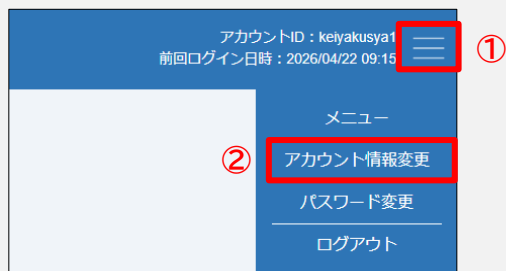 アカウントID：keiyakusya1
前回ログイン日時：2026/04/22 09:15
①
メニュー
②
アカウント情報変更
パスワード変更
ログアウト